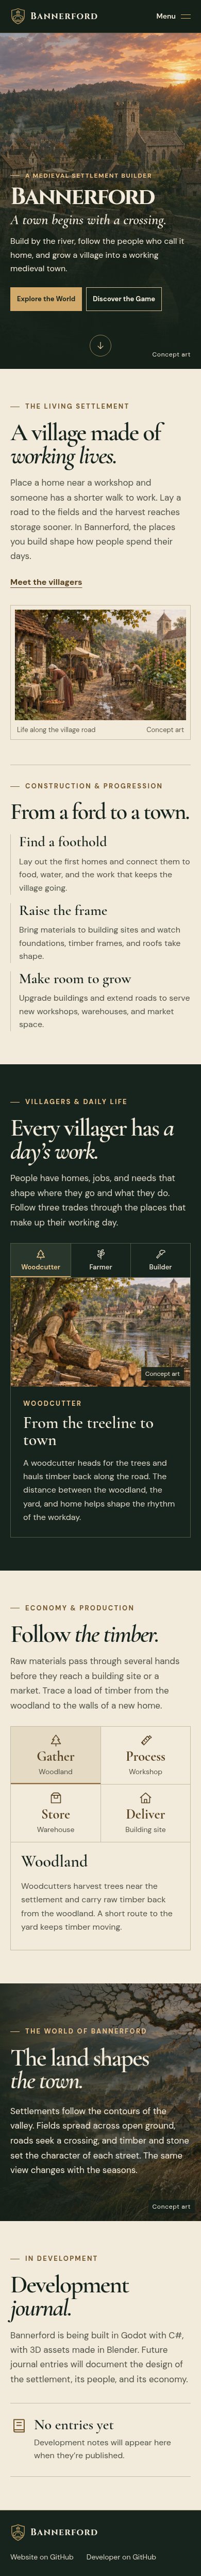 BANNERFORD
Menu
A MEDIEVAL SETTLEMENT BUILDER
BANNERFORD
A town begins with a crossing.
Build by the river, follow the people who call it
home, and grow a village into a working
medieval town.
Explore the World
Discover the Game
Concept art
THE LIVING SETTLEMENT
A village made of
working lives.
Place a home near a workshop and
someone has a shorter walk to work. Lay a
road to the fields and the harvest reaches
storage sooner. In Bannerford, the places
you build shape how people spend their
days.
Meet the villagers
Life along the village road
Concept art
CONSTRUCTION & PROGRESSION
From a ford to a town.
Find a foothold
Lay out the first homes and connect them to
food, water, and the work that keeps the
village going.
Raise the frame
Bring materials to building sites and watch
foundations, timber frames, and roofs take
shape.
Make room to grow
Upgrade buildings and extend roads to serve
new workshops, warehouses, and market
space.
VILLAGERS & DAILY LIFE
Every villager has a
day's work.
People have homes, jobs, and needs that
shape where they go and what they do.
Follow three trades through the places that
make up their working day.
Woodcutter
Farmer
Builder
Concept art
WOODCUTTER
From the treeline to
town
A woodcutter heads for the trees and
hauls timber back along the road. The
distance between the woodland, the
yard, and home helps shape the rhythm
of the workday.
ECONOMY & PRODUCTION
Follow the timber.
Raw materials pass through several hands
before they reach a building site or a
market. Trace a load of timber from the
woodland to the walls of a new home.
Gather
Woodland
Process
Workshop
Store
Warehouse
Deliver
Building site
Woodland
Woodcutters harvest trees near the
settlement and carry raw timber back
from the woodland. A short route to the
yard keeps timber moving.
THE WORLD OF BANNERFORD
The land shapes
the town.
Settlements follow the contours of the
valley. Fields spread across open ground,
roads seek a crossing, and timber and stone
set the character of each street. The same
view changes with the seasons.
Concept art
IN DEVELOPMENT
Development
journal.
Bannerford is being built in Godot with C#,
with 3D assets made in Blender. Future
journal entries will document the design of
the settlement, its people, and its economy.
No entries yet
Development notes will appear here
when they're published.
BANNERFORD
Website on GitHub
Developer on GitHub